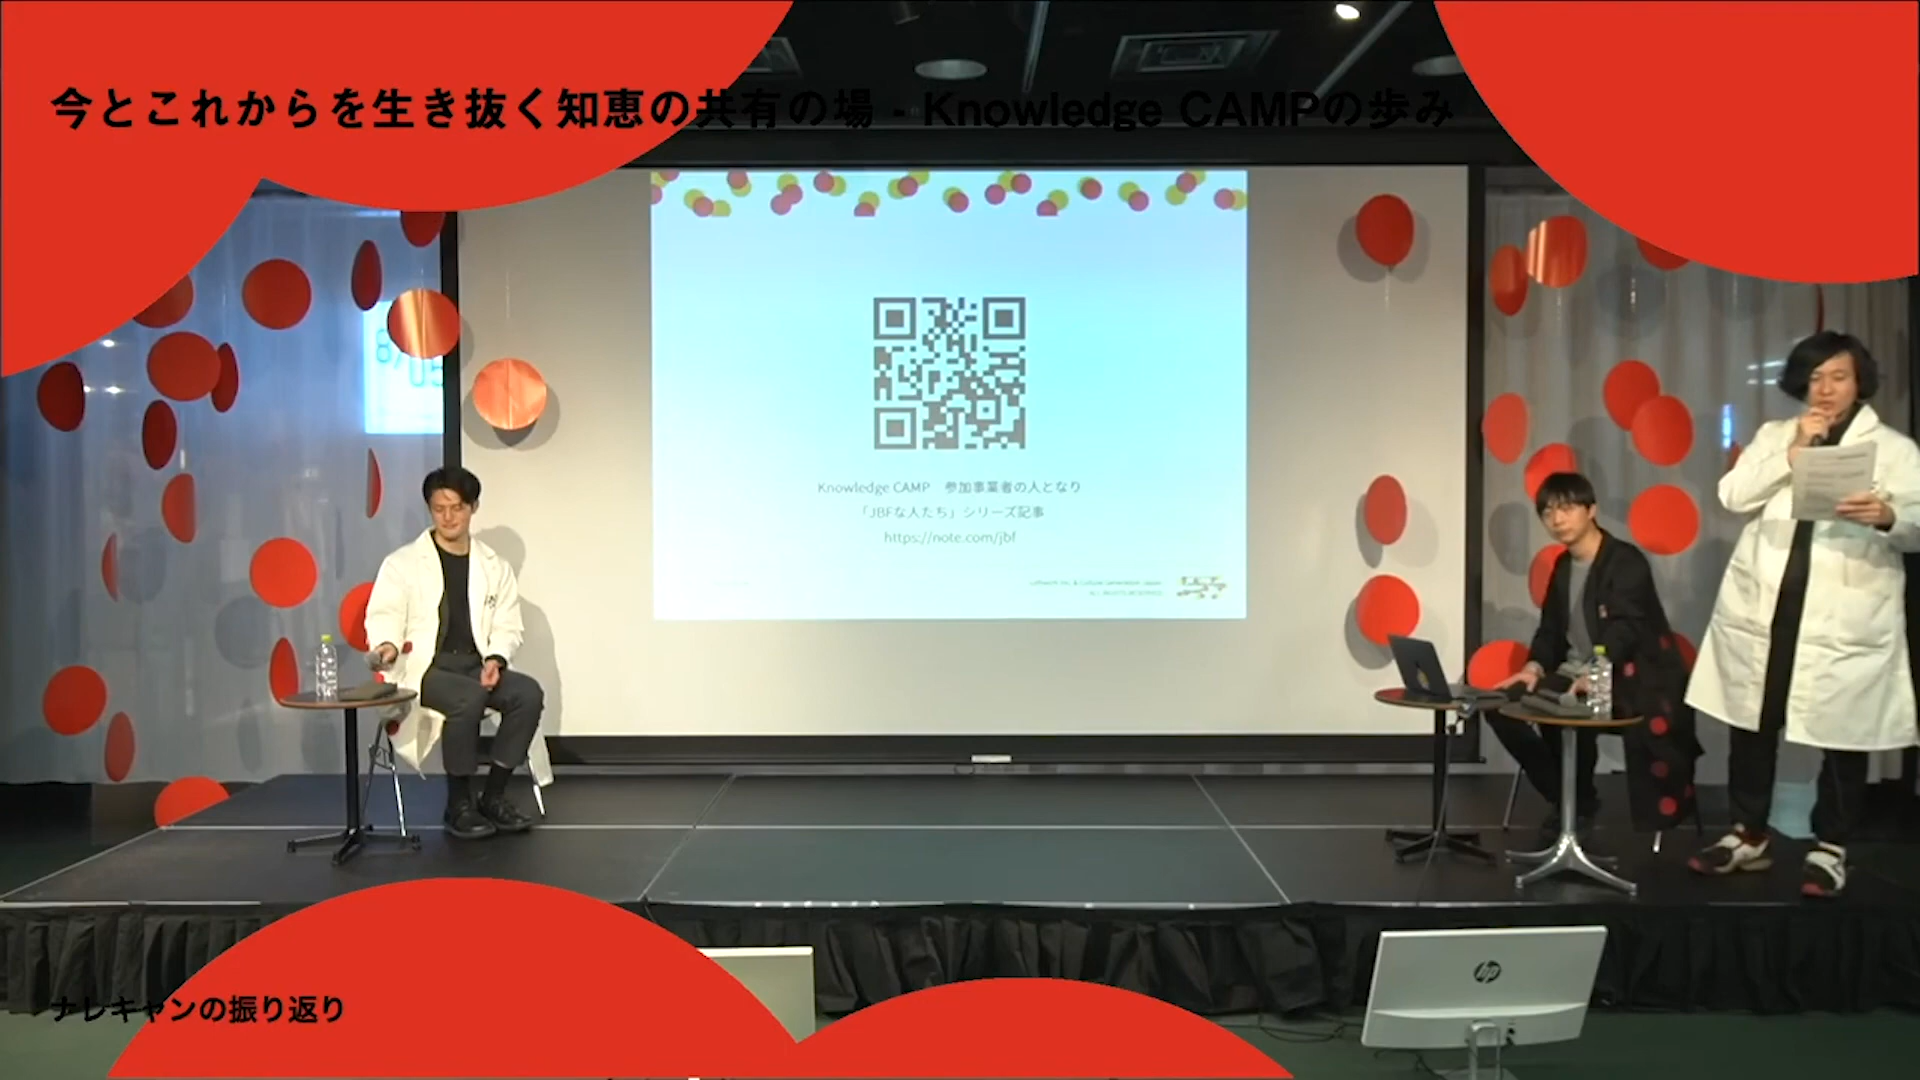 今とこれからを生き抜く知恵の共有の場 - Knowledge CAMPの歩み
Knowledge CAMP 参加事業者の人となり
「JBFな人たち」シリーズ記事
https://note.com/jbf
hp
ナレキャンの振り返り